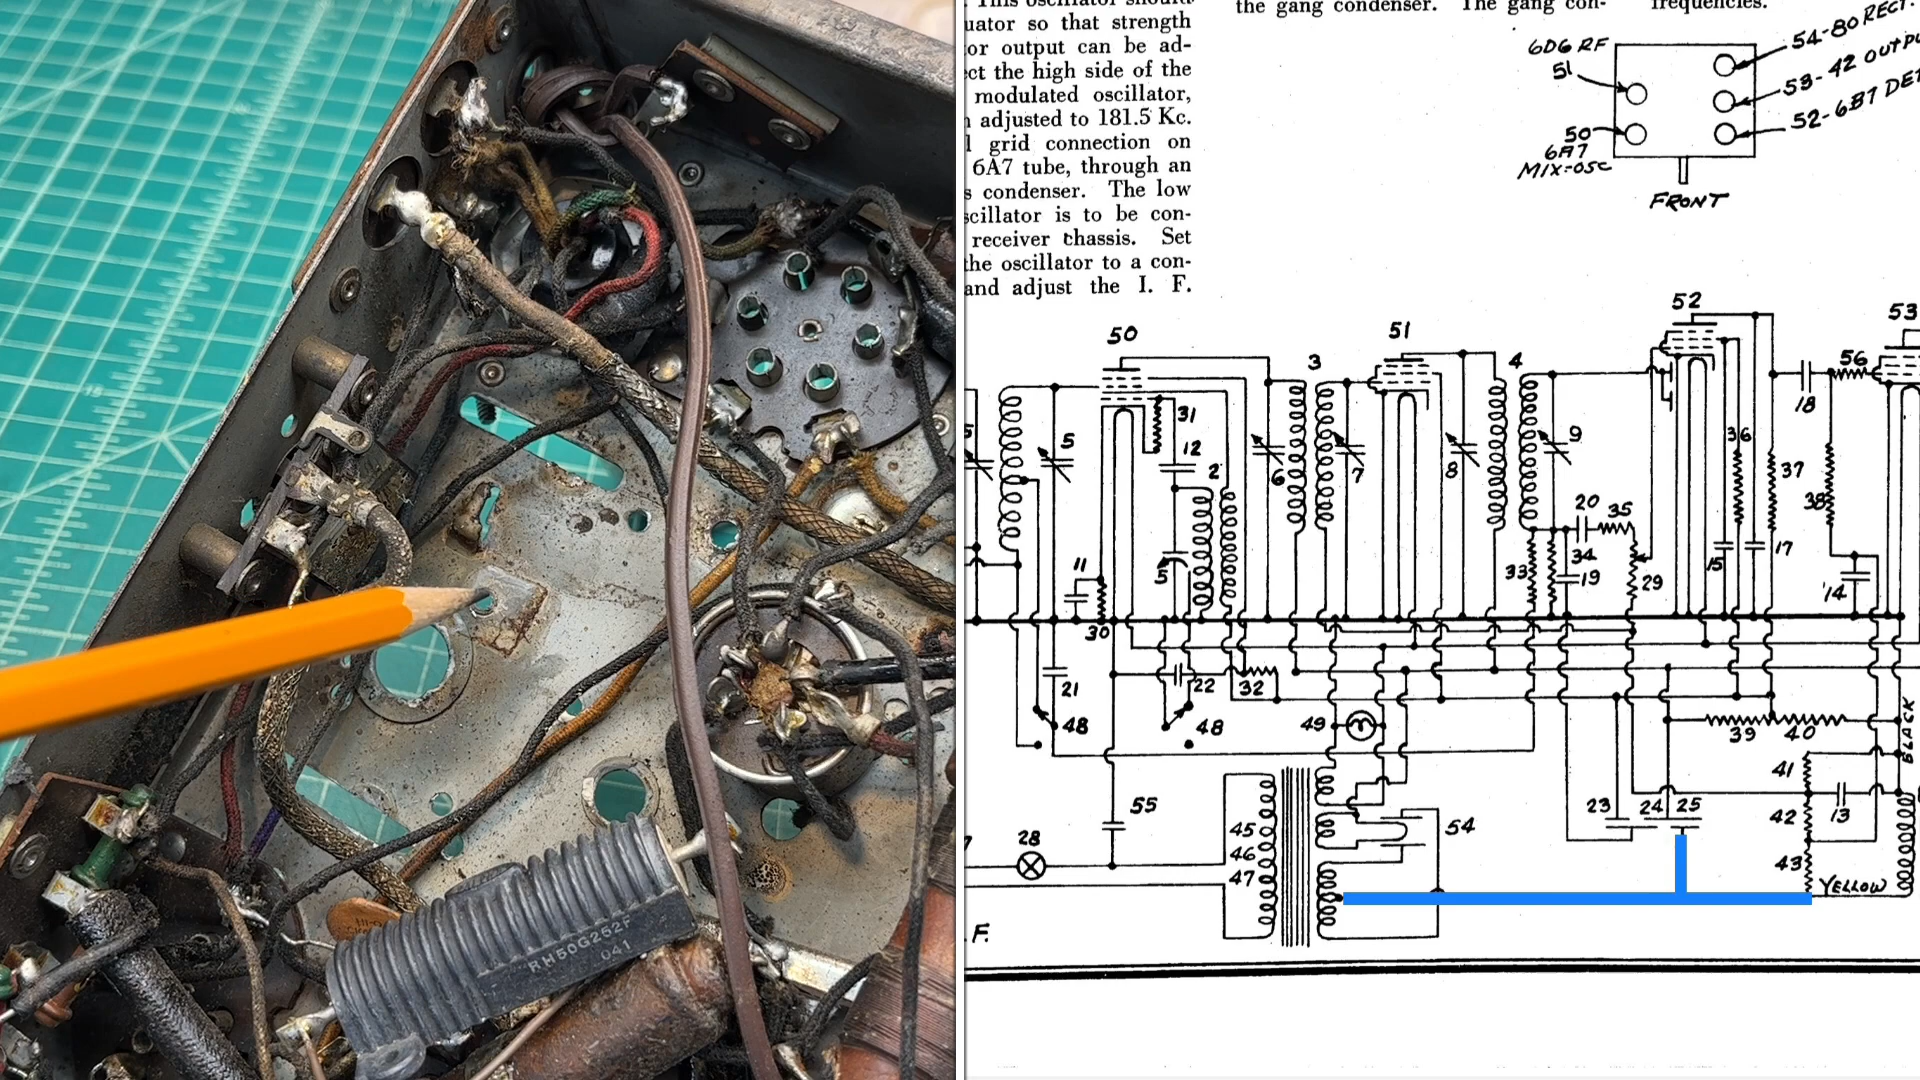 uator so that strength
or output can be ad-
ect the high side of the
modulated oscillator,
adjusted to 181.5 Kc.
grid connection on
6A7 tube, through an
s condenser. The low
scillator is to be con-
receiver chassis. Set
the oscillator to a con-
and adjust the I. F.
the gang condenser. The gang con-
frequencies.
6D6 RF
51
50
6A7
MIX-OSC
54-80 RECT.
53-42 OUTPU
52-6B7 DET
FRONT
50
3
51
4
52
53
56
31
12
2
5
5
6
7
8
9
18
36
37
38
20
35
34
33
19
29
15
17
14
11
30
21
22
32
48
48
49
39
40
BLACK
41
42
13
43
YELLOW
23
24
25
55
28
45
46
47
54
F.
RH50G252F
041